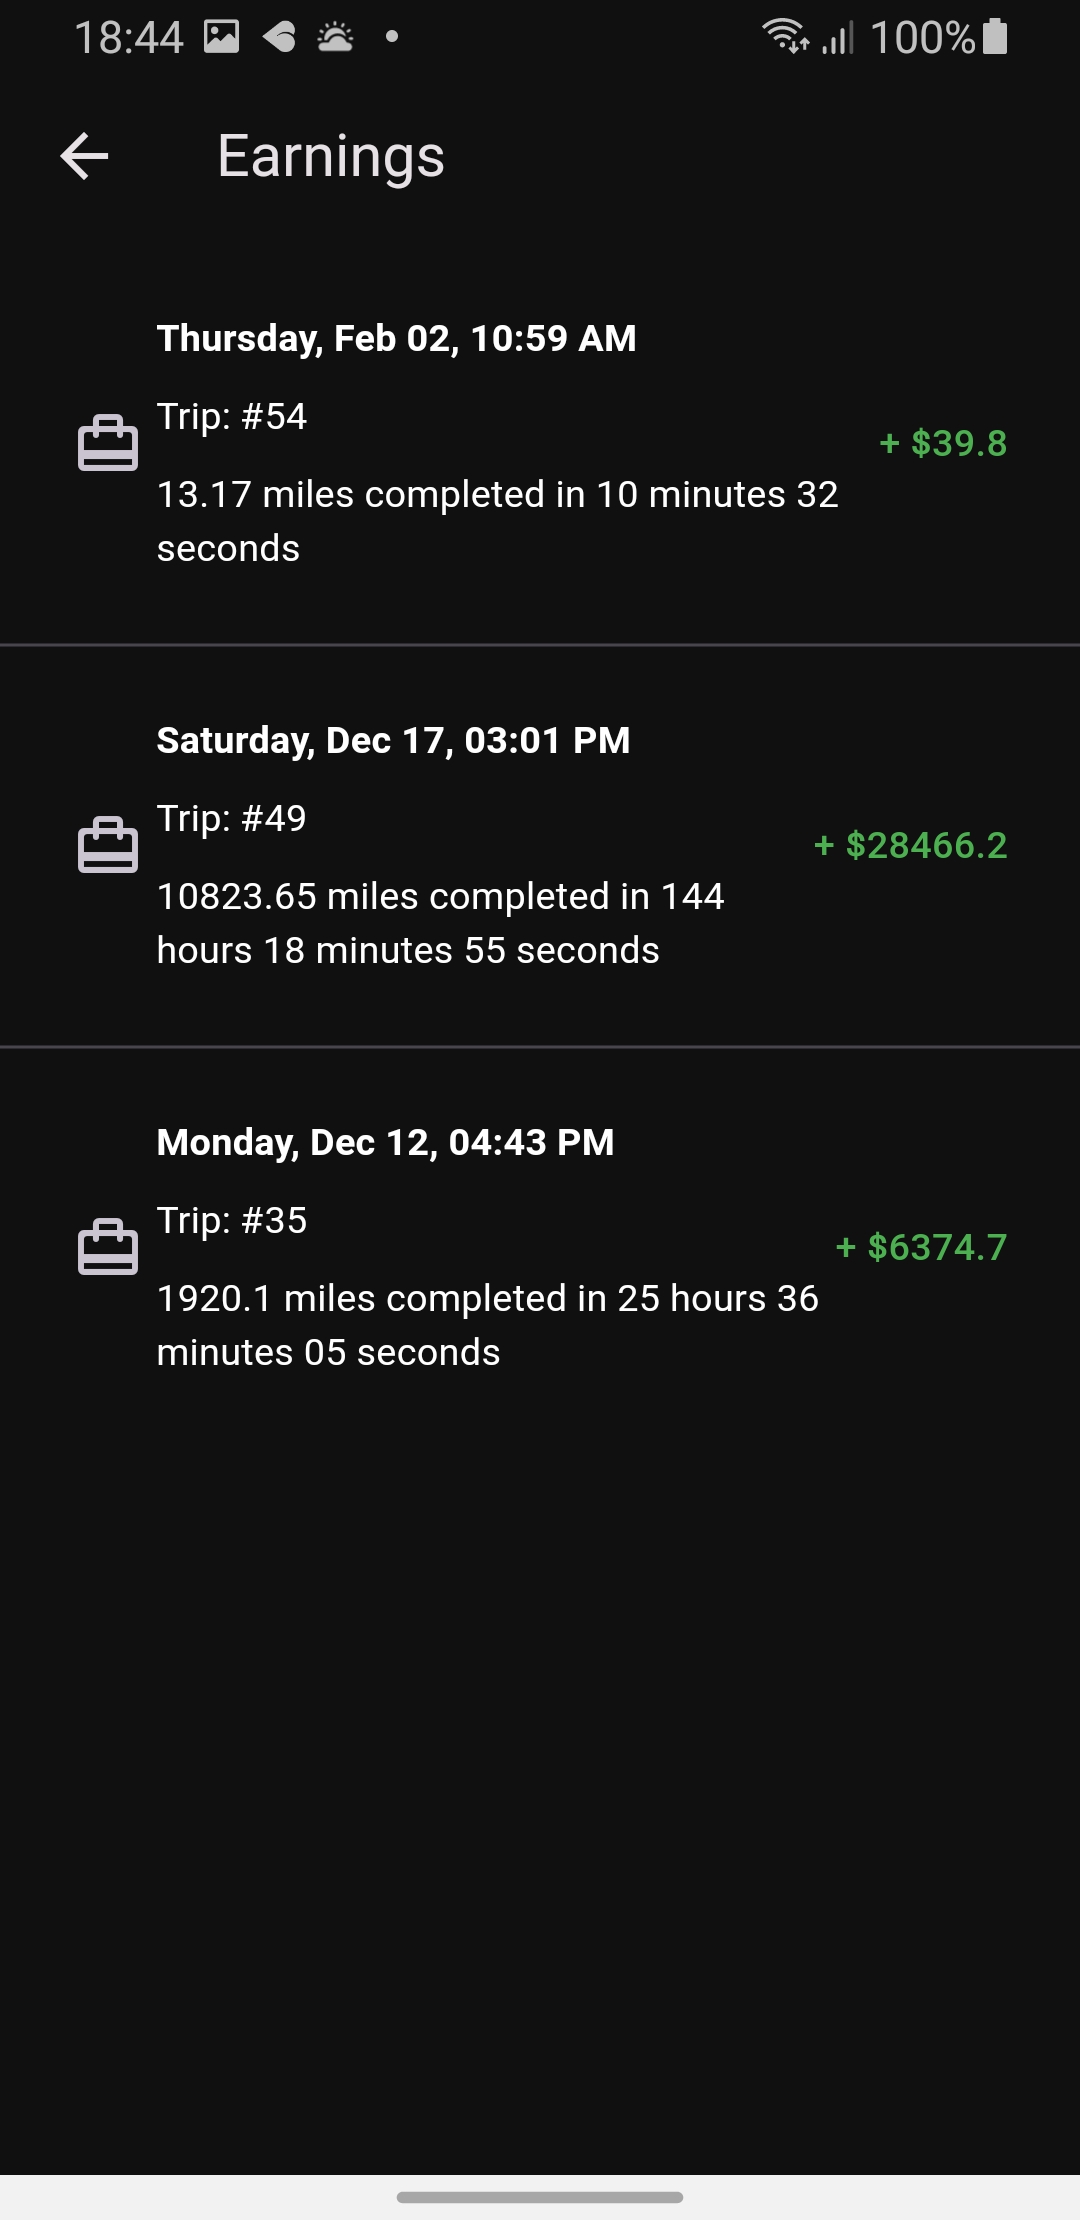 18:44
100%
Earnings
Thursday, Feb 02, 10:59 AM
Trip: #54
+ $39.8
13.17 miles completed in 10 minutes 32
seconds
Saturday, Dec 17, 03:01 PM
Trip: #49
+ $28466.2
10823.65 miles completed in 144
hours 18 minutes 55 seconds
Monday, Dec 12, 04:43 PM
Trip: #35
+ $6374.7
1920.1 miles completed in 25 hours 36
minutes 05 seconds